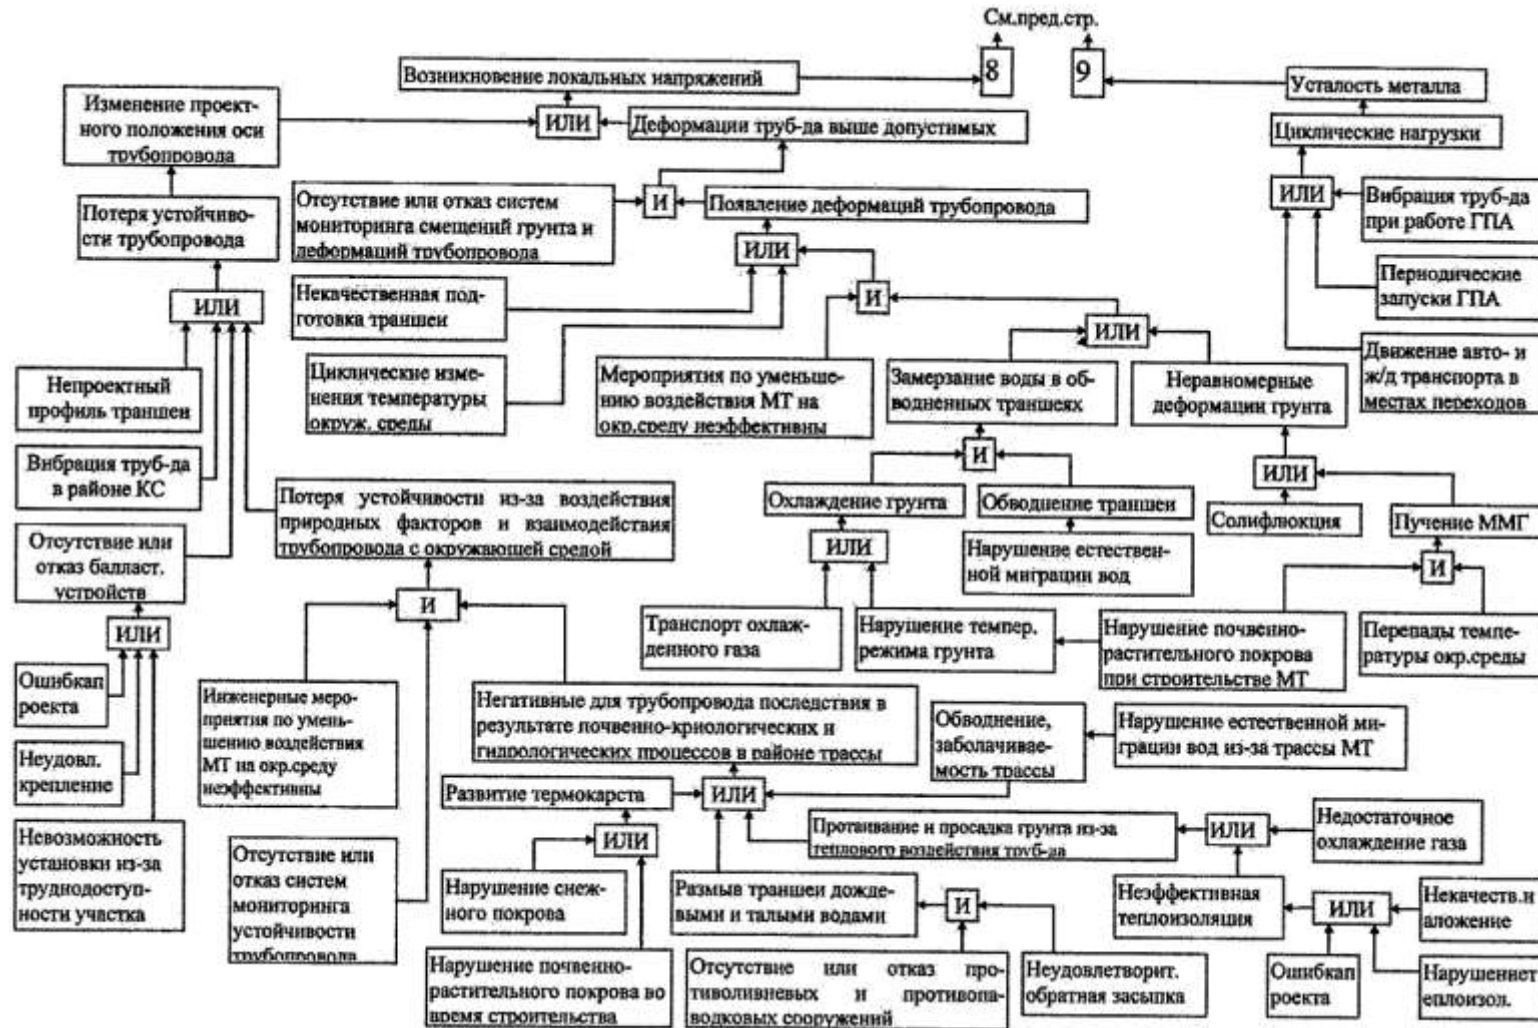 См.пред.стр.
8
9
Возникновение локальных напряжений
Усталость металла
Изменение проект-
ного положения оси
трубопровода
ИЛИ
Деформации труб-да выше допустимых
Циклические нагрузки
Потеря устойчиво-
сти трубопровода
Отсутствие или отказ систем
мониторинга смещений грунта и
деформаций трубопровода
И
Появление деформаций трубопровода
ИЛИ
Вибрация труб-да
при работе ГПА
ИЛИ
Периодические
запуски ГПА
ИЛИ
Некачественная под-
готовка траншеи
И
ИЛИ
Непроектный
профиль траншеи
Циклические изме-
нения температуры
окруж. среды
Мероприятия по уменьше-
нию воздействия МТ на
окр.среду неэффективны
Замерзание воды в об-
водненных траншеях
Неравномерные
деформации грунта
Движение авто- и
ж/д транспорта в
местах переходов
Вибрация труб-да
в районе КС
И
ИЛИ
Потеря устойчивости из-за воздействия
природных факторов и взаимодействия
трубопровода с окружающей средой
Охлаждение грунта
Обводнение траншеи
Солифлюкция
Пучение ММГ
Отсутствие или
отказ балласт.
устройств
ИЛИ
Нарушение естествен-
ной миграции вод
И
И
ИЛИ
Транспорт охлаж-
денного газа
Нарушение темпер.
режима грунта
Нарушение почвенно-
растительного покрова
при строительстве МТ
Перепады темпе-
ратуры окр.среды
Ошибкап
роекта
Инженерные меро-
приятия по умень-
шению воздействия
МТ на окр.среду
неэффективны
Негативные для трубопровода последствия в
результате почвенно-криологических и
гидрологических процессов в районе трассы
Обводнение,
заболачивае-
мость трассы
Нарушение естественной ми-
грации вод из-за трассы МТ
Неудовл.
крепление
Развитие термокарста
ИЛИ
Невозможность
установки из-за
труднодоступ-
ности участка
Отсутствие или
отказ систем
мониторинга
устойчивости
трубопровода
ИЛИ
Протаивание и просадка грунта из-за
теплового воздействия труб-да
ИЛИ
Недостаточное
охлаждение газа
Нарушение снеж-
ного покрова
Размыв траншеи дожде-
выми и талыми водами
И
Неэффективная
теплоизоляция
ИЛИ
Некачеств.н
аложение
Нарушение почвенно-
растительного покрова во
время строительства
Отсутствие или отказ про-
тиволивневых и противопа-
водковых сооружений
Неудовлетворит.
обратная засыпка
Ошибкап
роекта
Нарушениет
еплоизол.